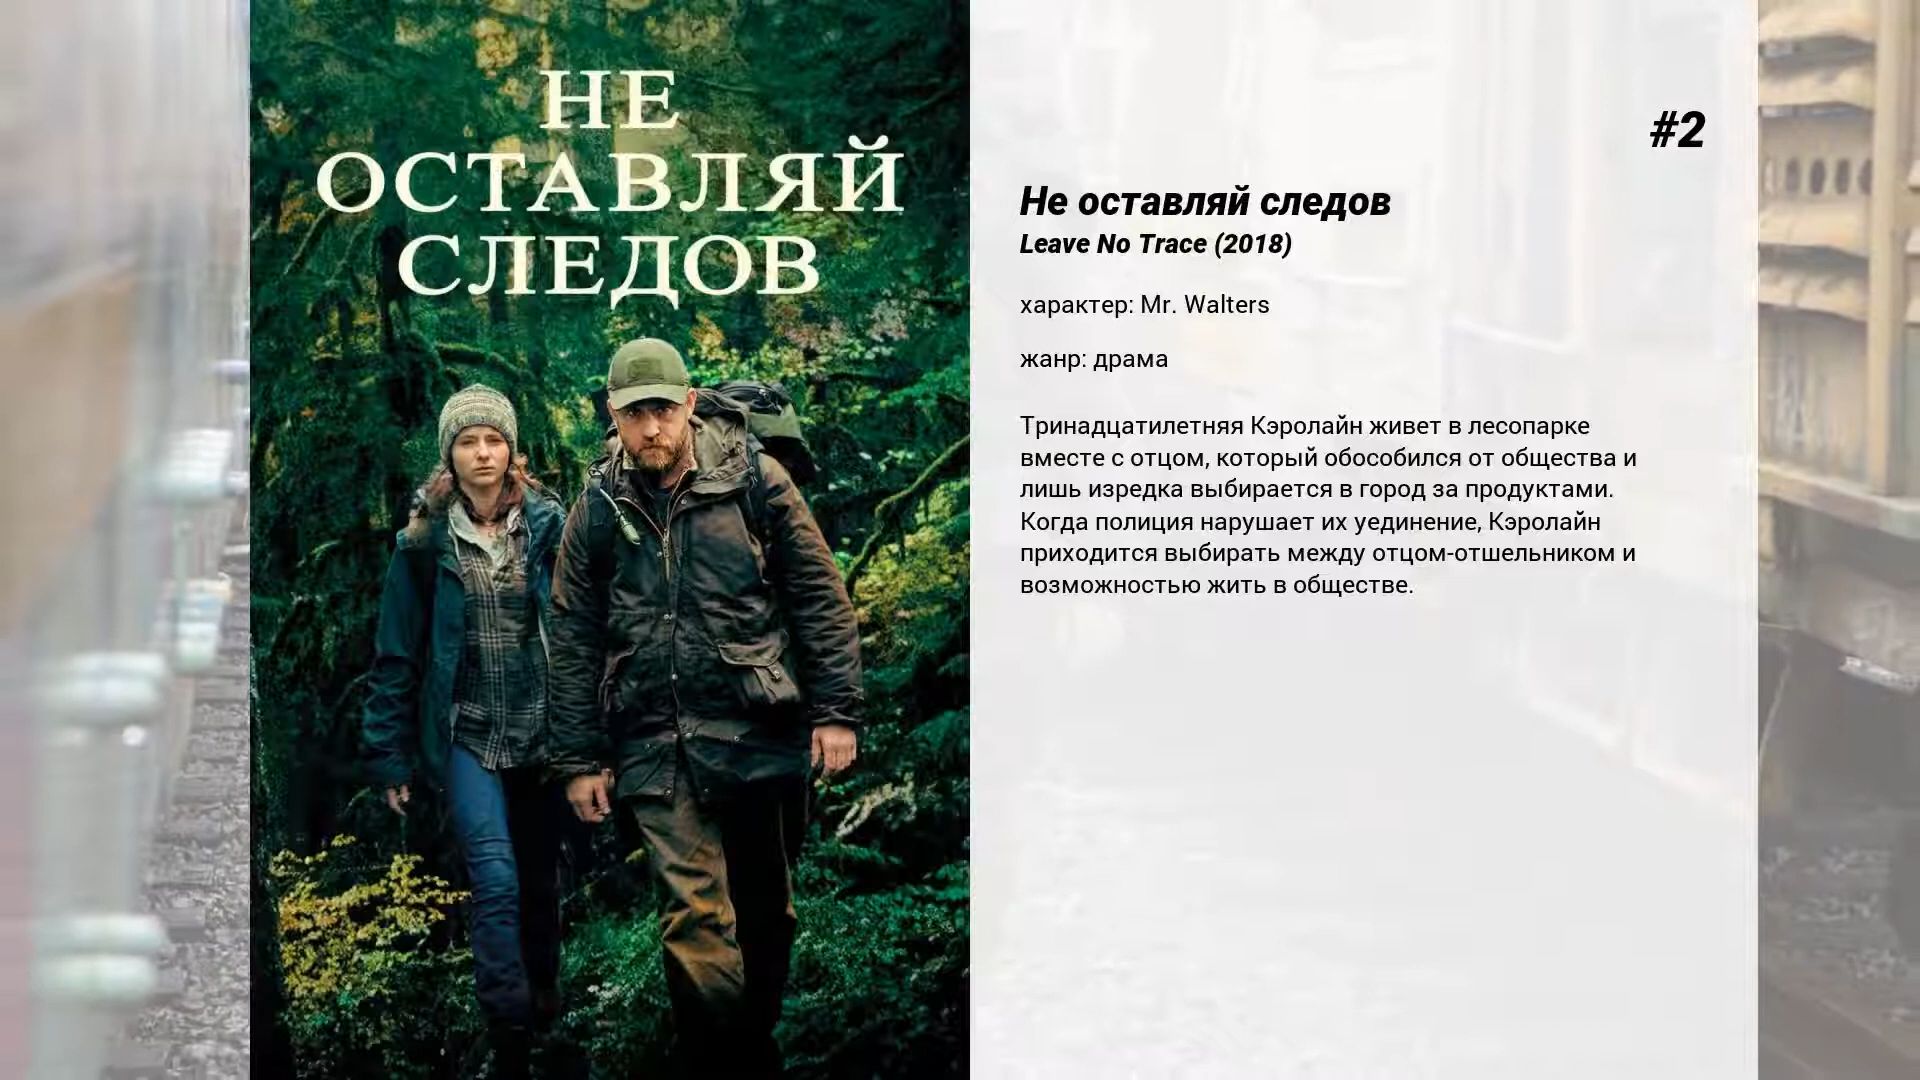 НЕ
ОСТАВЛЯЙ
СЛЕДОВ
#2
Не оставляй следов
Leave No Trace (2018)
характер: Mr. Walters
жанр: драма
Тринадцатилетняя Кэролайн живет в лесопарке
вместе с отцом, который обособился от общества и
лишь изредка выбирается в город за продуктами.
Когда полиция нарушает их уединение, Кэролайн
приходится выбирать между отцом-отшельником и
возможностью жить в обществе.